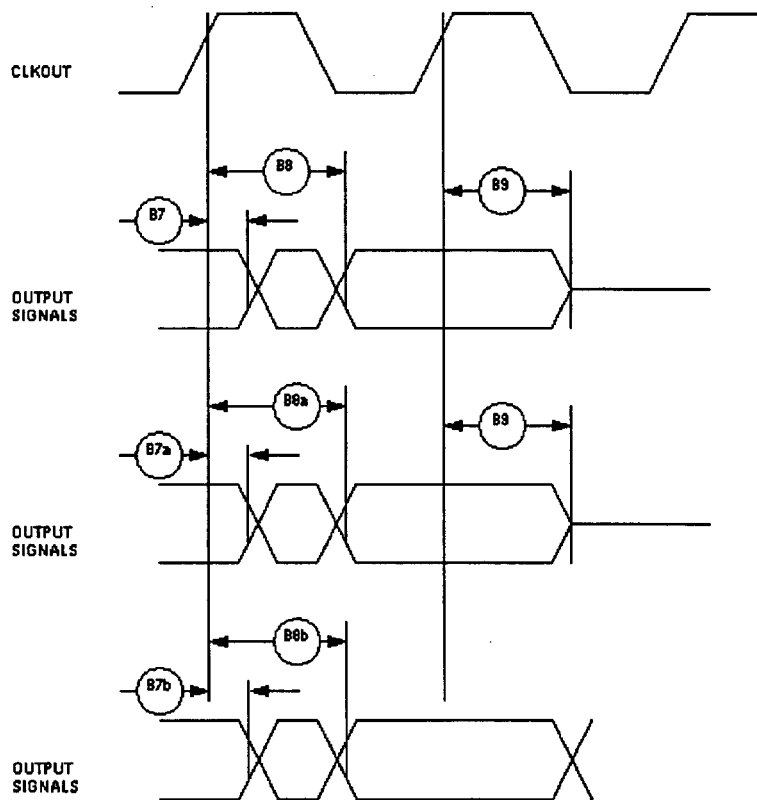 CLKOUT
B8
B9
B7
OUTPUT
SIGNALS
B8a
B9
B7a
OUTPUT
SIGNALS
B8b
B7b
OUTPUT
SIGNALS